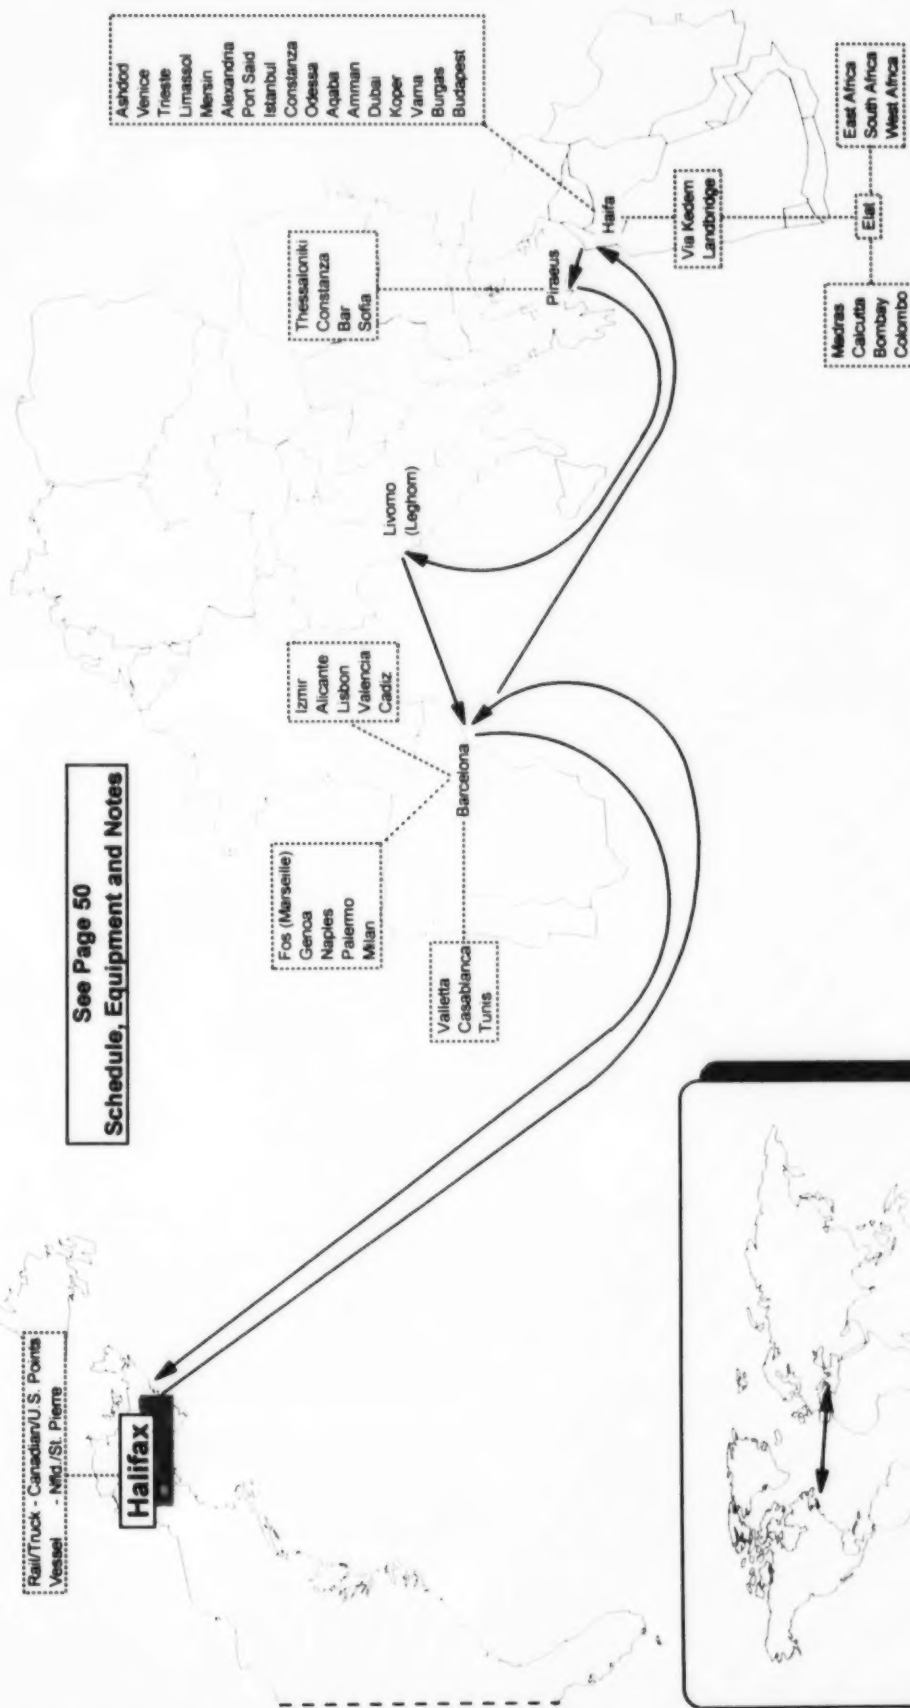 See Page 50
Schedule, Equipment and Notes
Rail/Truck - Canadian/U.S. Points
Vessel - Nfld./St. Pierre
Halifax
Fos (Marseille)
Genoa
Naples
Palermo
Milan
Izmir
Alicante
Lisbon
Valencia
Cadiz
Valletta
Casablanca
Tunis
Barcelona
Livorno
(Leghorn)
Thessaloniki
Constanza
Bar
Sofia
Piraeus
Ashdod
Venice
Trieste
Limassol
Mersin
Alexandria
Port Said
Istanbul
Constanza
Odessa
Aqaba
Amman
Dubai
Koper
Varna
Burgas
Budapest
Haifa
Via Kedem
Landbridge
Elat
Madras
Calcutta
Bombay
Colombo
East Africa
South Africa
West Africa